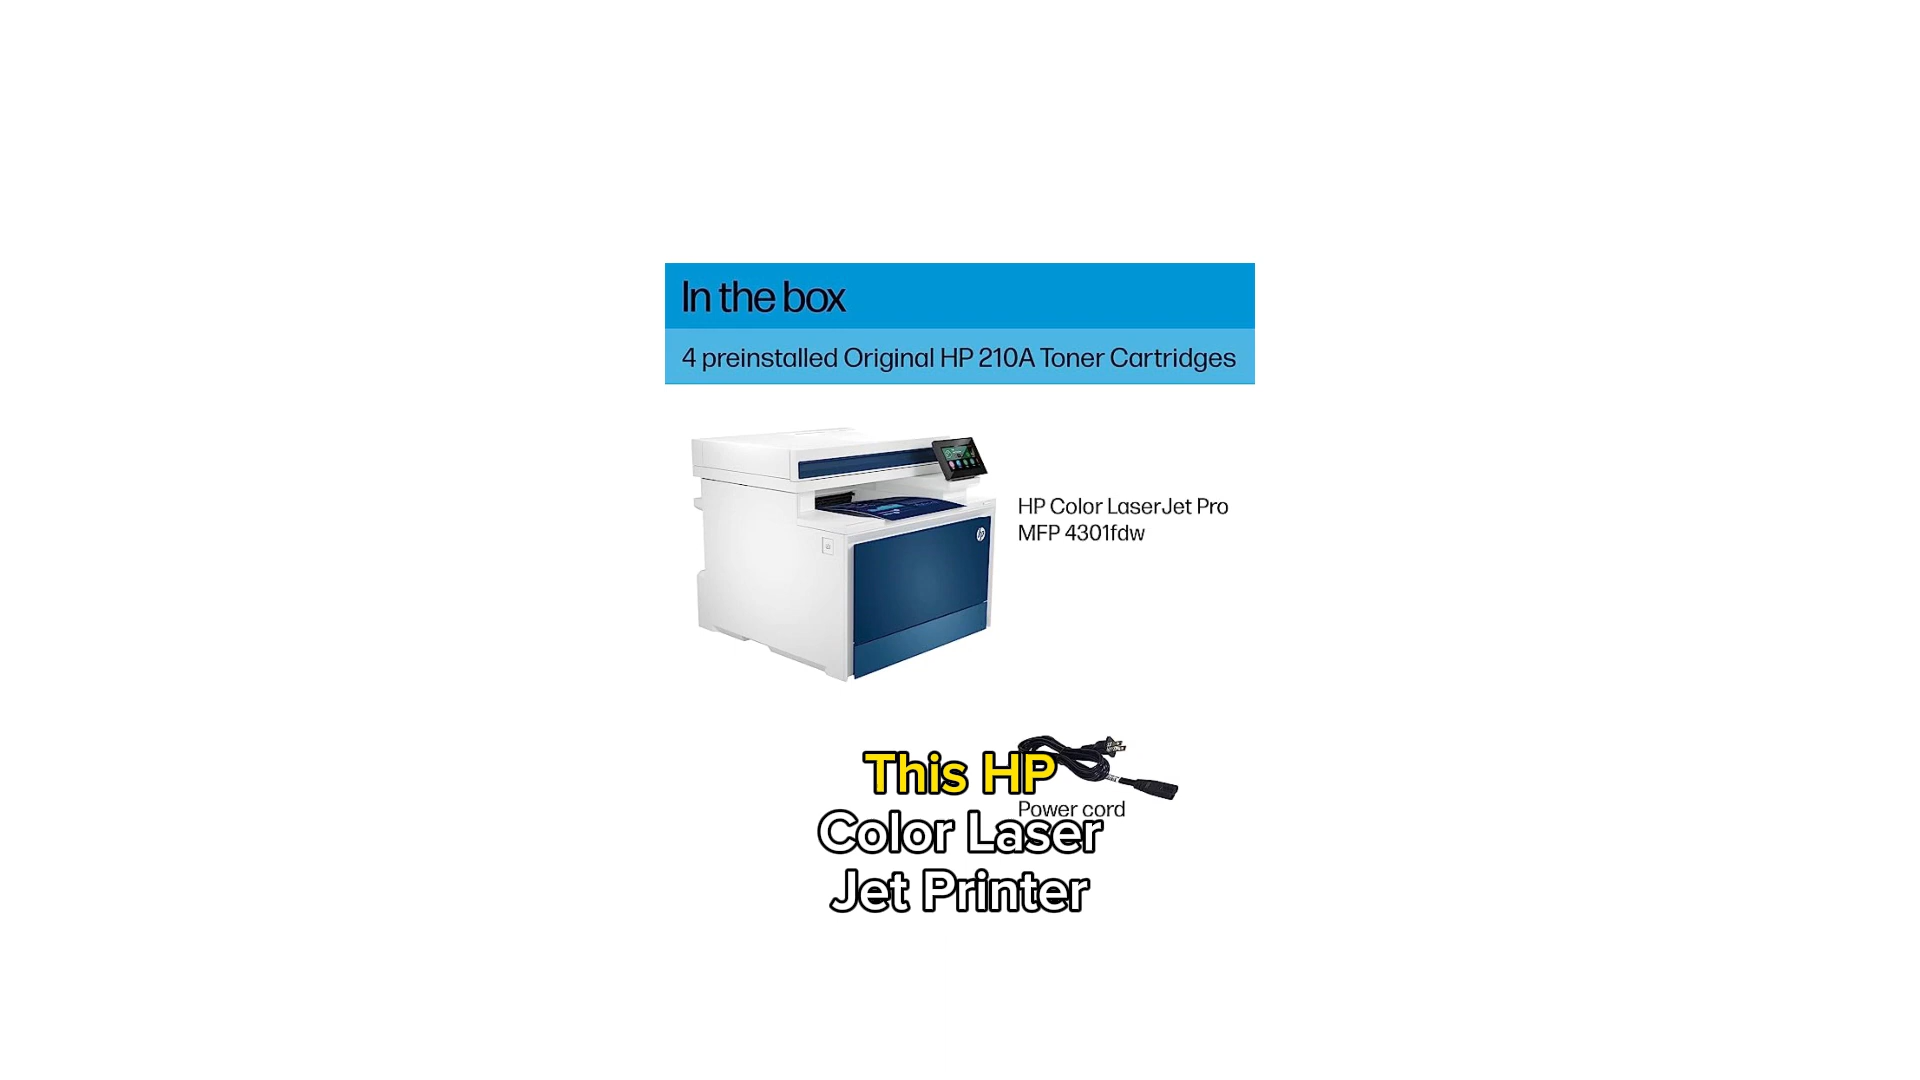 In the box
4 preinstalled Original HP 210A Toner Cartridges
HP Color LaserJet Pro
MFP 4301fdw
hp
Power cord
This HP
Color Laser
Jet Printer